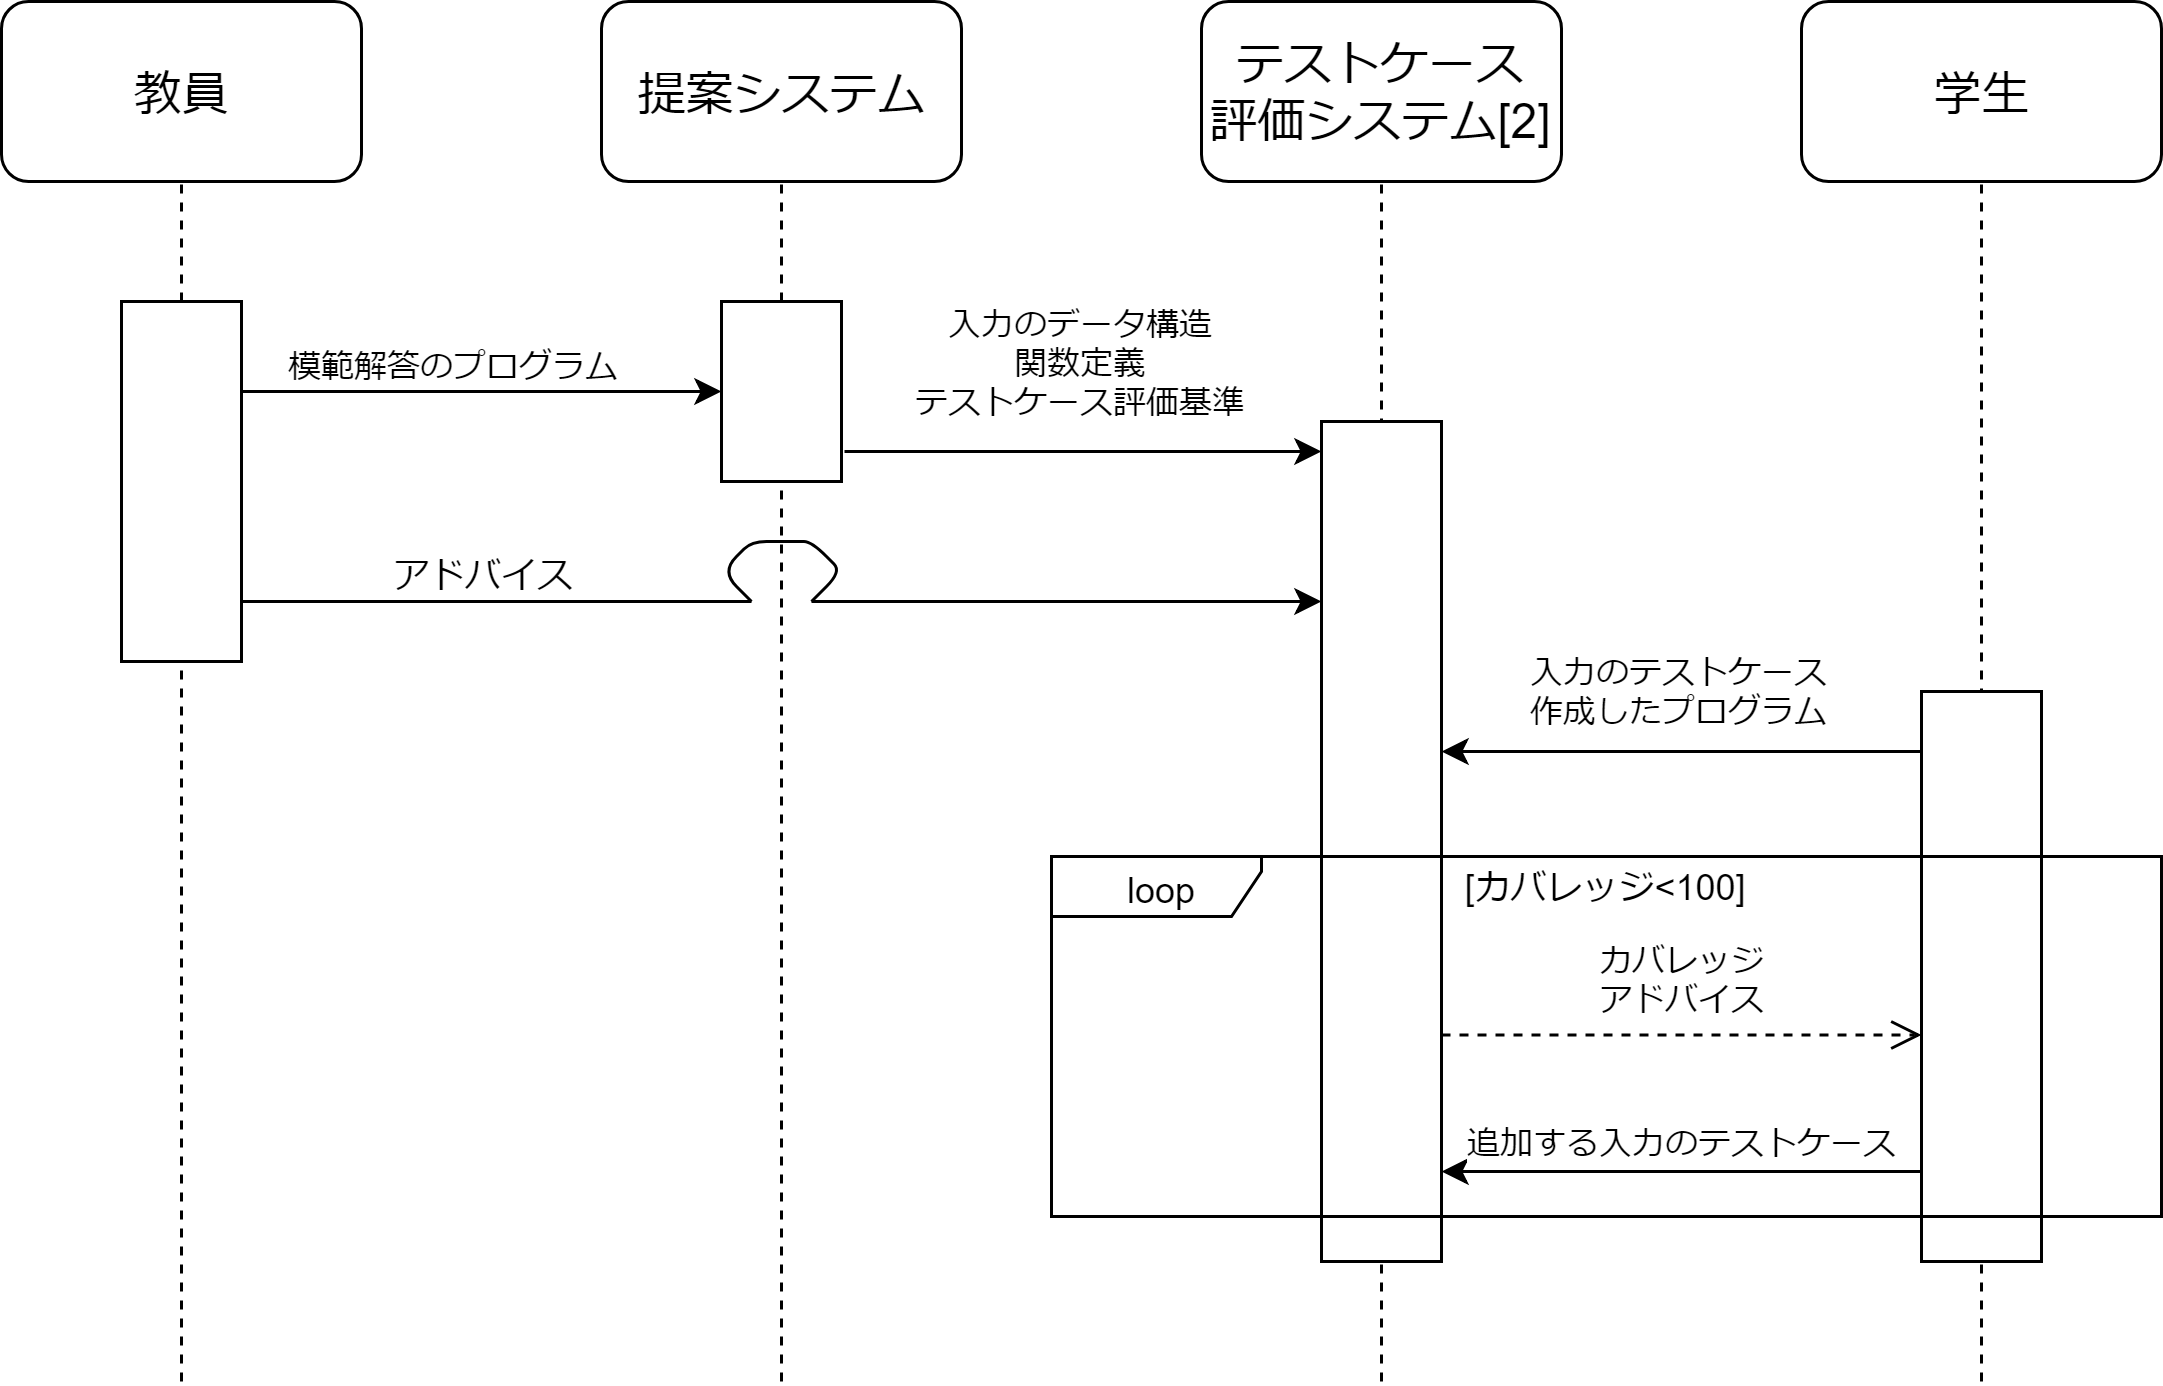 教員
提案システム
テストケース
評価システム[2]
学生
模範解答のプログラム
入力のデータ構造
関数定義
テストケース評価基準
アドバイス
入力のテストケース
作成したプログラム
loop
[カバレッジ<100]
カバレッジ
アドバイス
追加する入力のテストケース